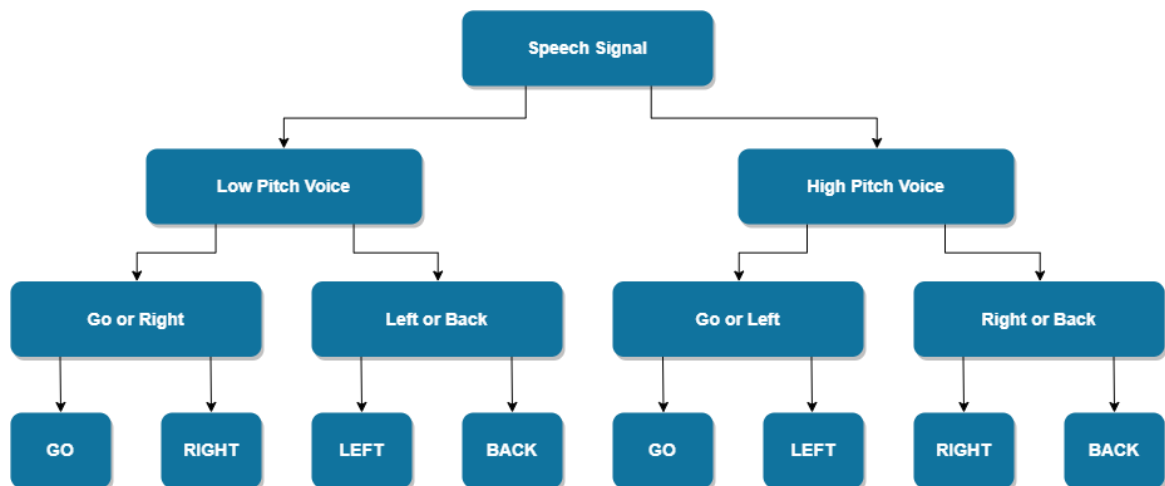 Speech Signal
Low Pitch Voice
High Pitch Voice
Go or Right
Left or Back
Go or Left
Right or Back
GO
RIGHT
LEFT
BACK
GO
LEFT
RIGHT
BACK